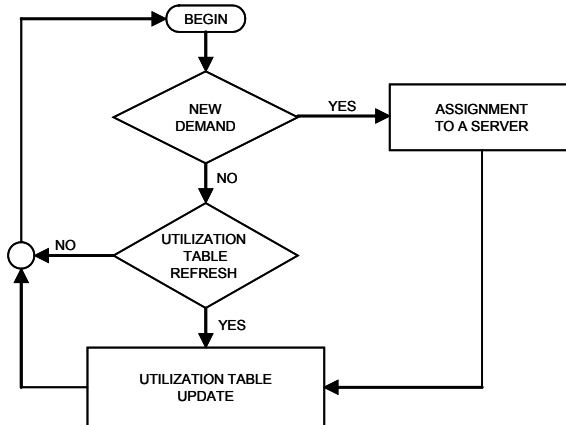 BEGIN
NEW
DEMAND
YES
ASSIGNMENT
TO A SERVER
NO
UTILIZATION
TABLE
REFRESH
NO
YES
UTILIZATION TABLE
UPDATE